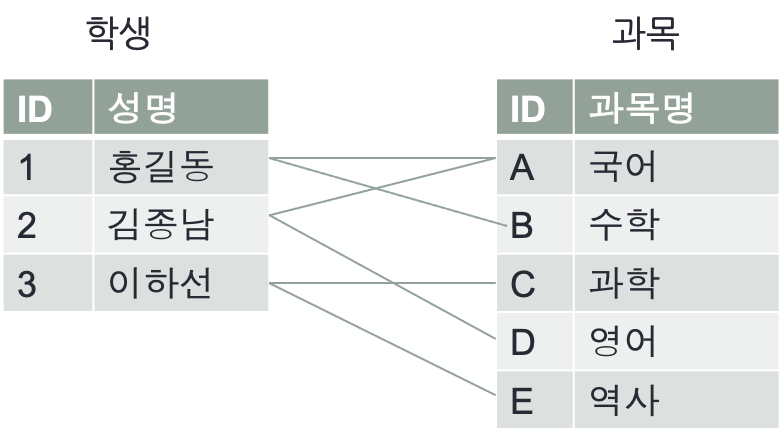 학생
ID 성명
1 홍길동
2 김종남
3 이하선
과목
ID 과목명
A 국어
B 수학
C 과학
D 영어
E 역사